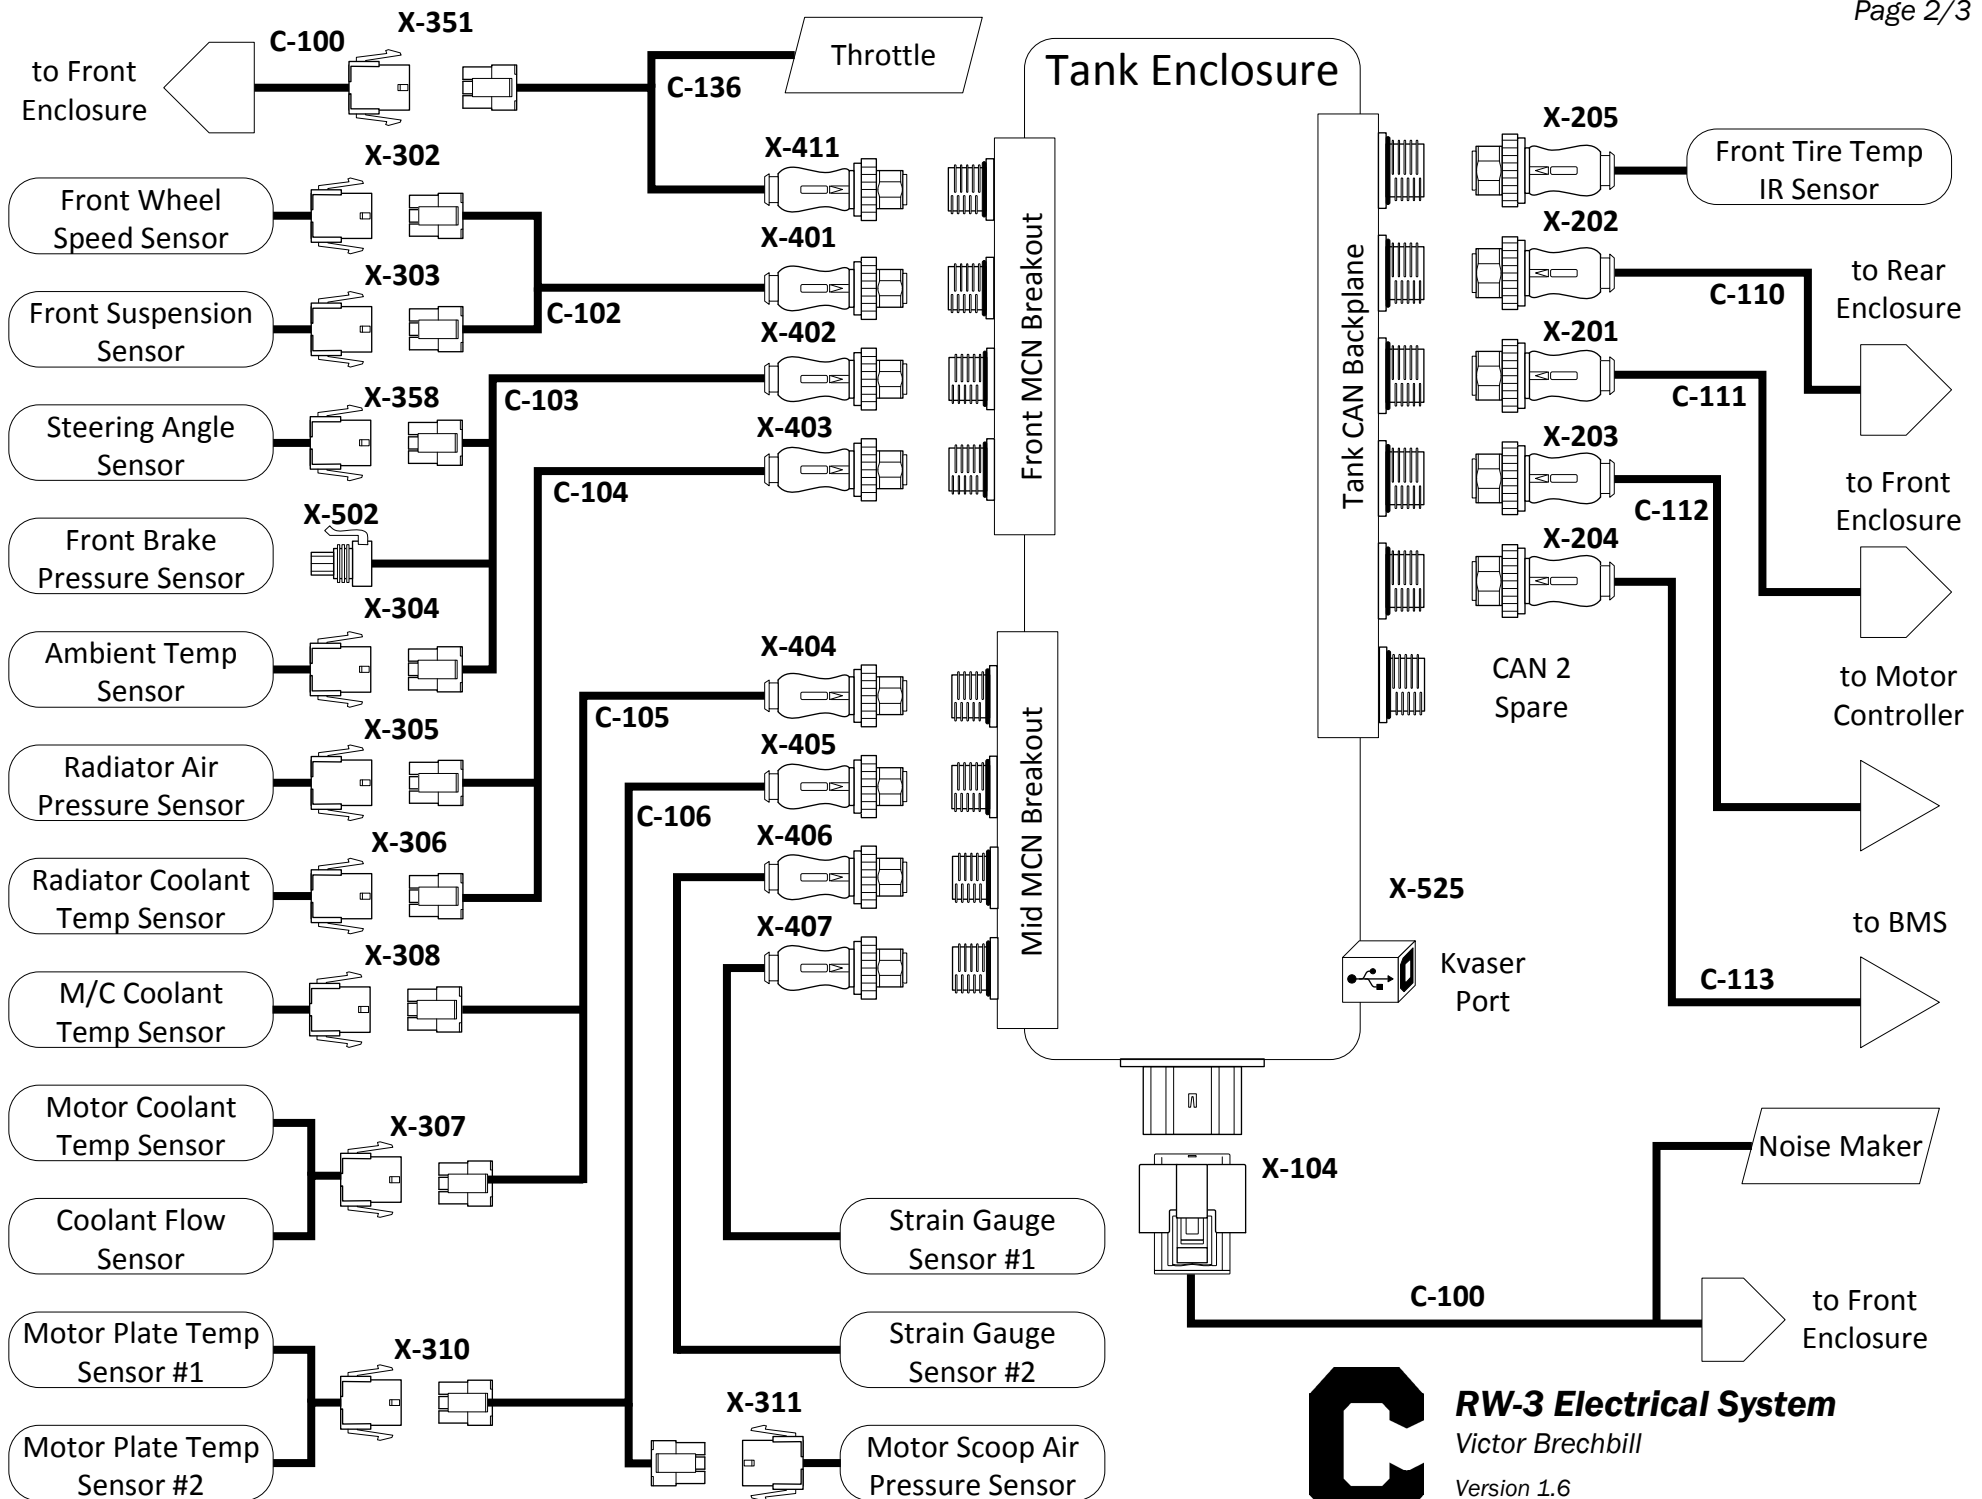 Page 2/3
C-100
X-351
to Front
Enclosure
C-136
Throttle
Tank Enclosure
X-302
X-411
X-205
Front Wheel
Speed Sensor
Front Tire Temp
IR Sensor
X-303
X-401
X-202
Front Suspension
Sensor
C-102
Front MCN Breakout
Tank CAN Backplane
C-110
to Rear
Enclosure
X-358
X-402
X-201
Steering Angle
Sensor
C-103
C-111
X-403
X-203
C-104
C-112
to Front
Enclosure
X-502
Front Brake
Pressure Sensor
X-204
X-304
Ambient Temp
Sensor
X-404
CAN 2
Spare
to Motor
Controller
C-105
X-305
Radiator Air
Pressure Sensor
X-405
C-106
Mid MCN Breakout
X-306
X-406
Radiator Coolant
Temp Sensor
X-525
X-407
to BMS
X-308
M/C Coolant
Temp Sensor
Kvaser
Port
C-113
Motor Coolant
Temp Sensor
X-307
X-104
Noise Maker
Coolant Flow
Sensor
Strain Gauge
Sensor #1
C-100
to Front
Enclosure
Motor Plate Temp
Sensor #1
X-310
Strain Gauge
Sensor #2
X-311
Motor Plate Temp
Sensor #2
Motor Scoop Air
Pressure Sensor
C
RW-3 Electrical System
Victor Brechbill
Version 1.6